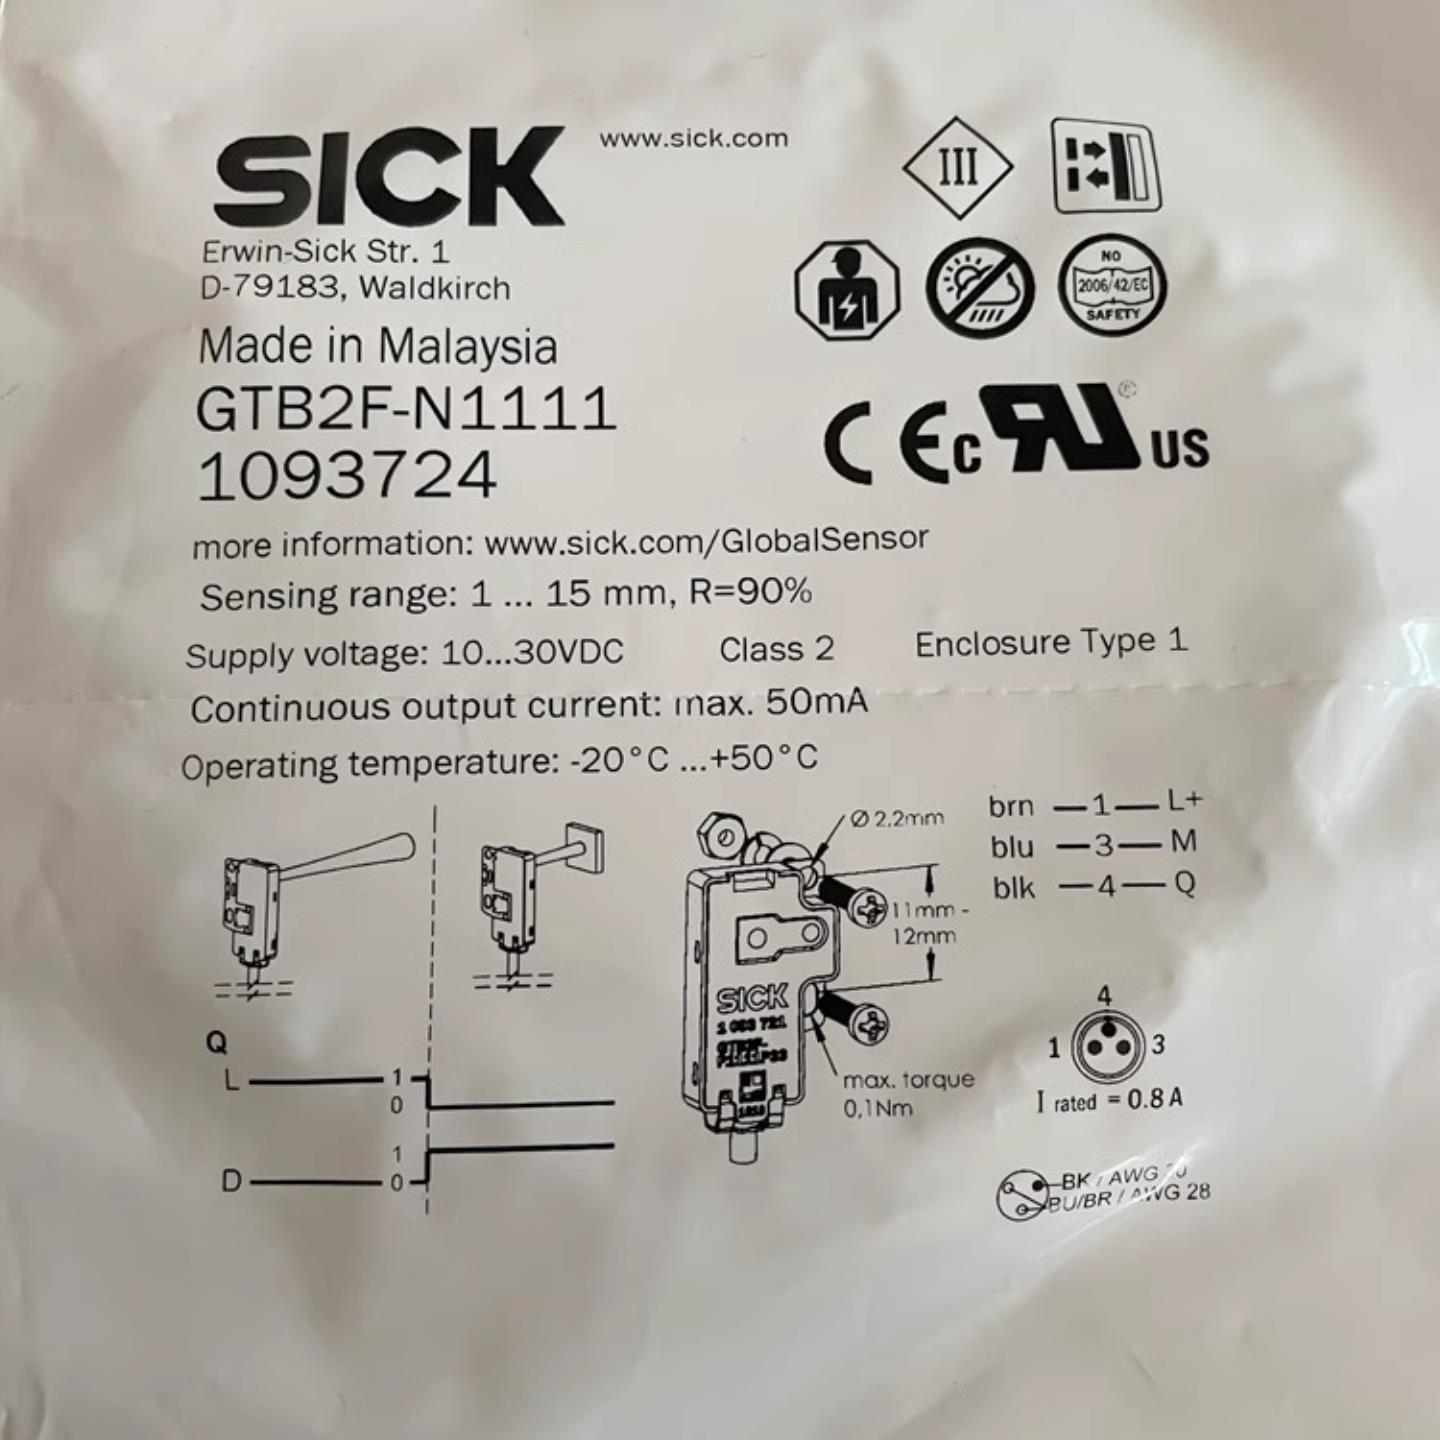 SICK
www.sick.com
Erwin-Sick Str. 1
D-79183, Waldkirch
Made in Malaysia
GTB2F-N1111
1093724
III
NO
2006/42/EC
SAFETY
CE c RU ® US
more information: www.sick.com/GlobalSensor
Sensing range: 1 ... 15 mm, R=90%
Supply voltage: 10...30VDC Class 2 Enclosure Type 1
Continuous output current: max. 50mA
Operating temperature: -20°C ...+50°C
brn —1— L+
blu —3— M
blk —4— Q
Ø 2,2mm
11mm -
12mm
SICK
max. torque
0,1Nm
Q
L 1
0
1
D 0
4
1 3
I rated = 0.8 A
BK / AWG
BU/BR / AWG 28